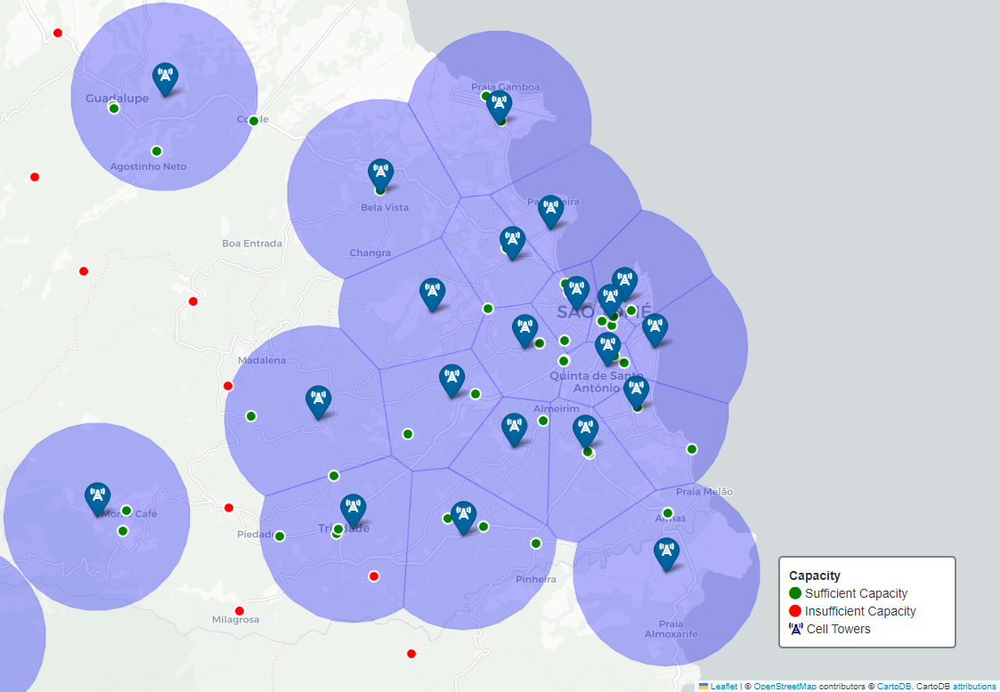 Praia Gamboa
Guadalupe
Conde
Agostinho Neto
Bela Vista
Boa Entrada
Changra
SÃO TOMÉ
Madalena
Quinta de Santo
António
Almeirim
Praia Melão
Monte Café
Almas
Piedade
Trindade
Pinheira
Milagrosa
Praia
Almoxarife
Capacity
Sufficient Capacity
Insufficient Capacity
Cell Towers
Leaflet | © OpenStreetMap contributors © CartoDB. CartoDB attributions